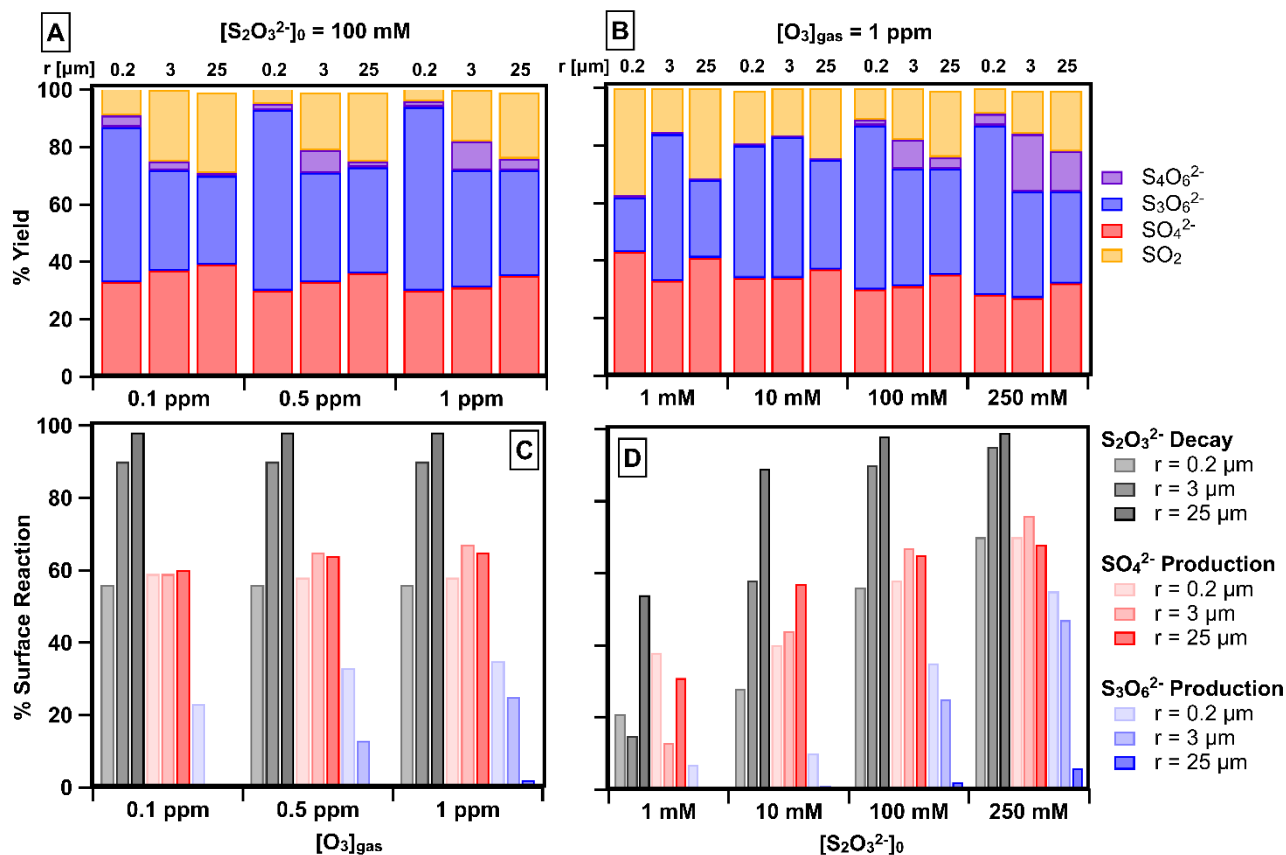 A
[S₂O₃²⁻]₀ = 100 mM
r [µm] 0.2 3 25 0.2 3 25 0.2 3 25
% Yield
100
80
60
40
20
0
0.1 ppm 0.5 ppm 1 ppm
B
[O₃]gas = 1 ppm
r [µm] 0.2 3 25 0.2 3 25 0.2 3 25 0.2 3 25
1 mM 10 mM 100 mM 250 mM
S₄O₆²⁻
S₃O₆²⁻
SO₄²⁻
SO₂
C
% Surface Reaction
100
80
60
40
20
0
0.1 ppm 0.5 ppm 1 ppm
[O₃]gas
D
1 mM 10 mM 100 mM 250 mM
[S₂O₃²⁻]₀
S₂O₃²⁻ Decay
r = 0.2 µm
r = 3 µm
r = 25 µm
SO₄²⁻ Production
r = 0.2 µm
r = 3 µm
r = 25 µm
S₃O₆²⁻ Production
r = 0.2 µm
r = 3 µm
r = 25 µm